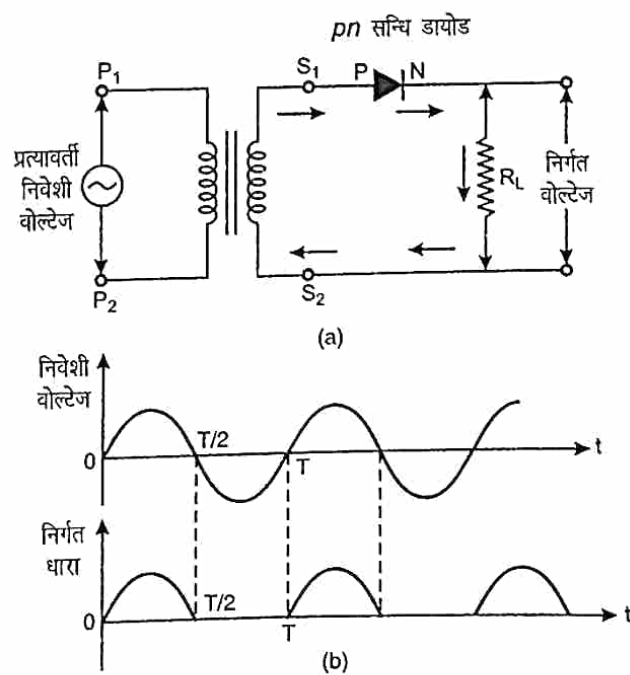 pn सन्धि डायोड
P₁
S₁
P
N
प्रत्यावर्ती
निवेशी
वोल्टेज
R_L
निर्गत
वोल्टेज
P₂
S₂
(a)
निवेशी
वोल्टेज
0
T/2
T
t
निर्गत
धारा
0
T/2
T
t
(b)